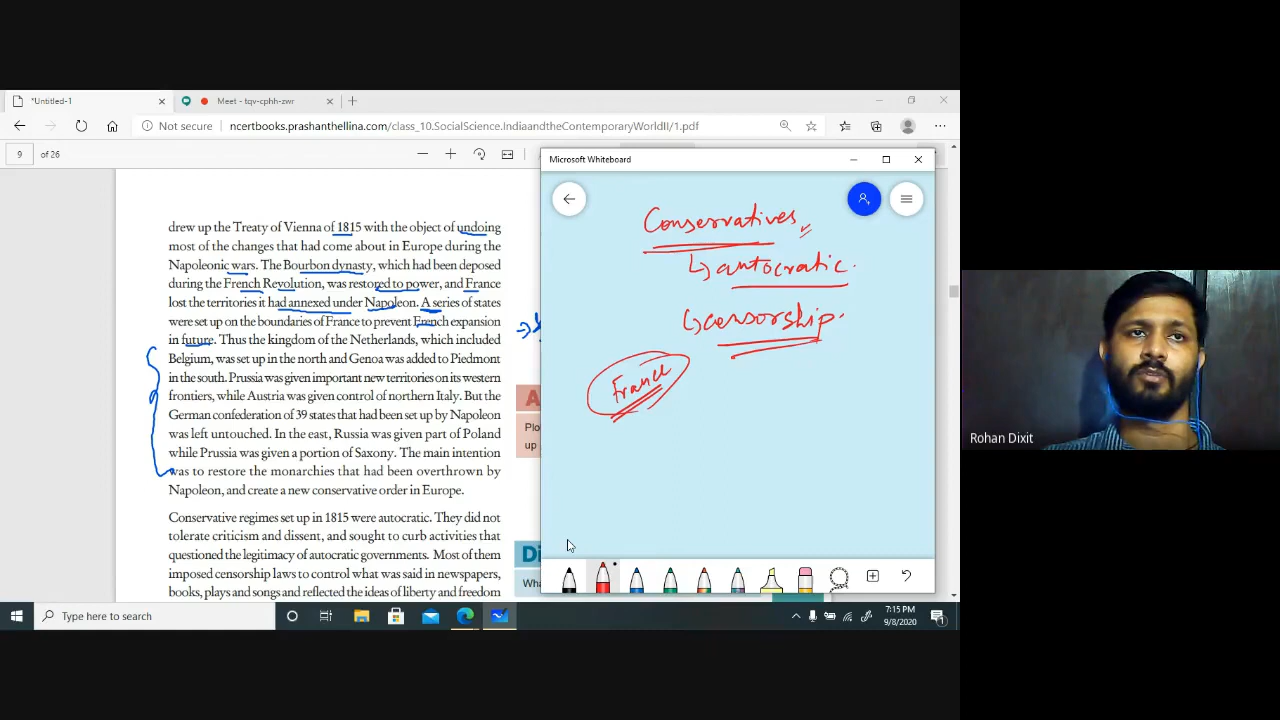 *Untitled-1
Meet - tqv-cphh-zwr
Not secure
ncertbooks.prashanthellina.com/class_10.SocialScience.IndiaandtheContemporaryWorldII/1.pdf
9 of 26
drew up the Treaty of Vienna of 1815 with the object of undoing
most of the changes that had come about in Europe during the
Napoleonic wars. The Bourbon dynasty, which had been deposed
during the French Revolution, was restored to power, and France
lost the territories it had annexed under Napoleon. A series of states
were set up on the boundaries of France to prevent French expansion
in future. Thus the kingdom of the Netherlands, which included
Belgium, was set up in the north and Genoa was added to Piedmont
in the south. Prussia was given important new territories on its western
frontiers, while Austria was given control of northern Italy. But the
German confederation of 39 states that had been set up by Napoleon
was left untouched. In the east, Russia was given part of Poland
while Prussia was given a portion of Saxony. The main intention
was to restore the monarchies that had been overthrown by
Napoleon, and create a new conservative order in Europe.
Conservative regimes set up in 1815 were autocratic. They did not
tolerate criticism and dissent, and sought to curb activities that
questioned the legitimacy of autocratic governments. Most of them
imposed censorship laws to control what was said in newspapers,
books, plays and songs and reflected the ideas of liberty and freedom
A
Plo
up
Di
Wha
Microsoft Whiteboard
Conservatives
autocratic.
censorship.
France
Rohan Dixit
Type here to search
7:15 PM
9/8/2020
1